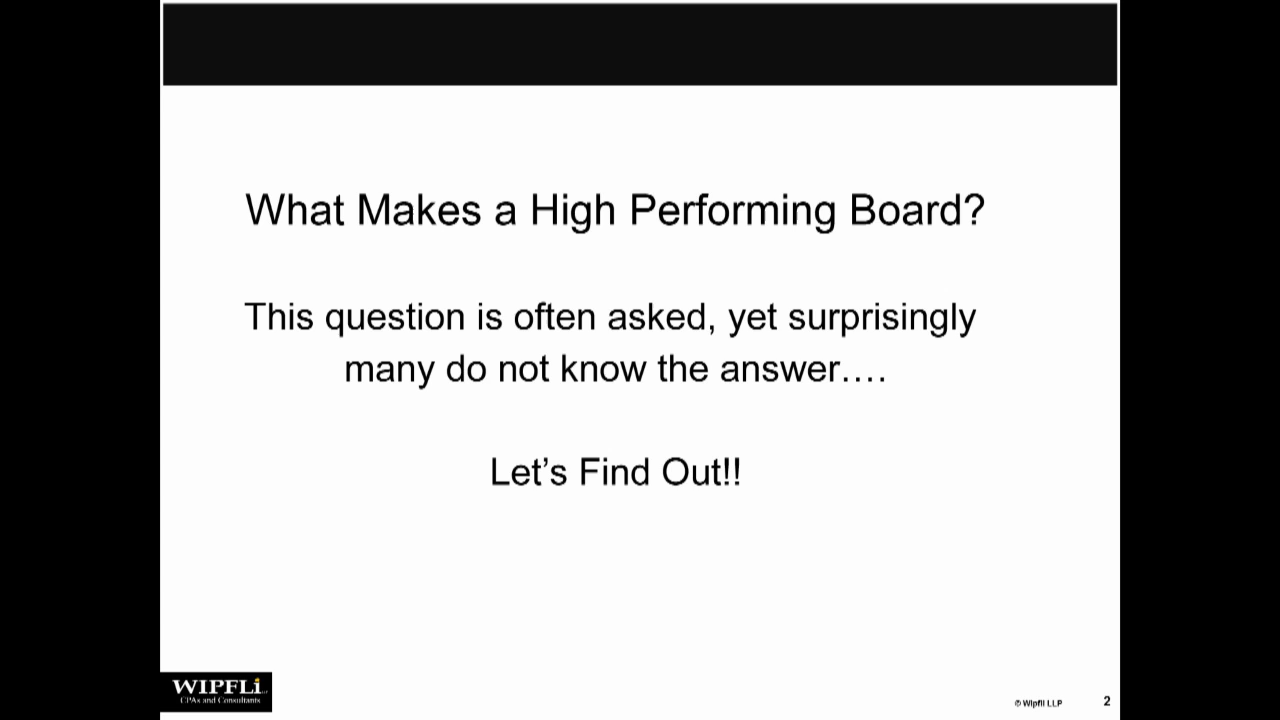 What Makes a High Performing Board?
This question is often asked, yet surprisingly
many do not know the answer….
Let's Find Out!!
WIPFLi
CPAs and Consultants
© Wipfli LLP
2